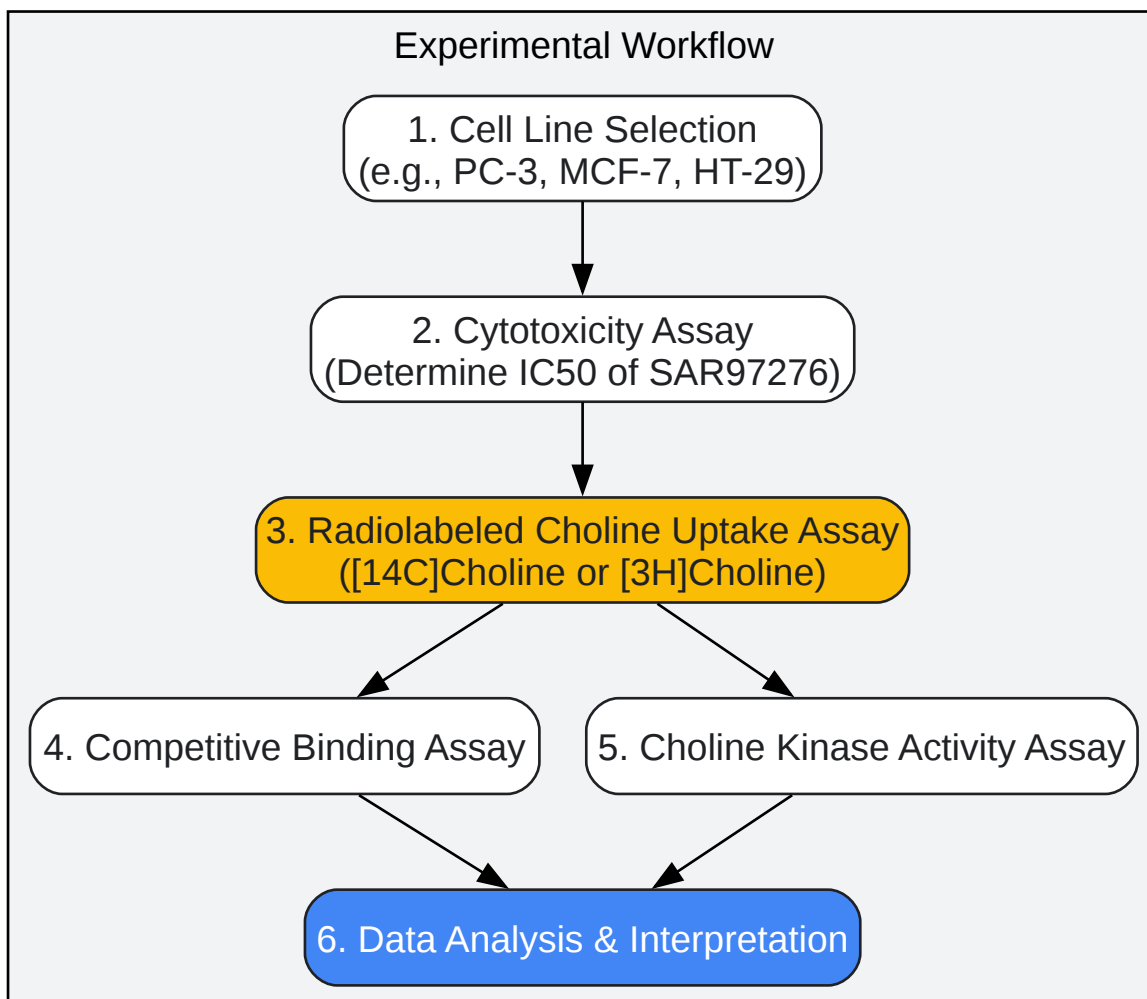 Experimental Workflow
1. Cell Line Selection
(e.g., PC-3, MCF-7, HT-29)
2. Cytotoxicity Assay
(Determine IC50 of SAR97276)
3. Radiolabeled Choline Uptake Assay
([14C]Choline or [3H]Choline)
4. Competitive Binding Assay
5. Choline Kinase Activity Assay
6. Data Analysis & Interpretation